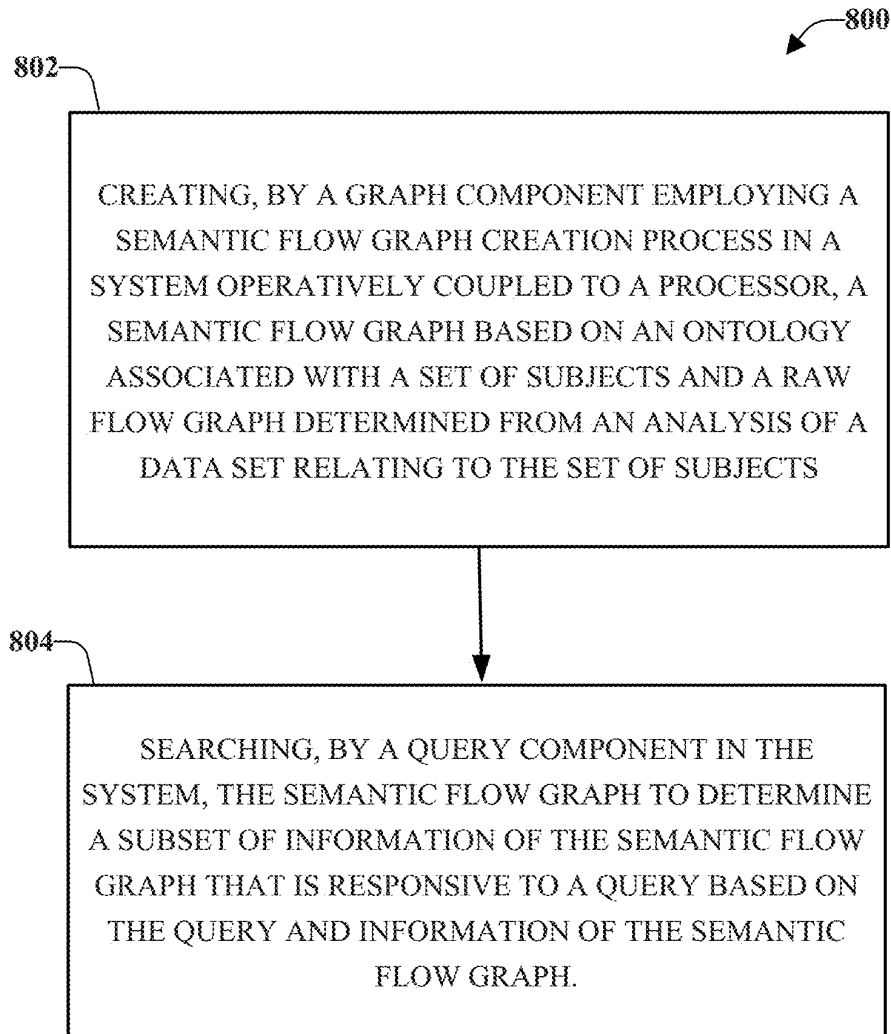 800
802
CREATING, BY A GRAPH COMPONENT EMPLOYING A
SEMANTIC FLOW GRAPH CREATION PROCESS IN A
SYSTEM OPERATIVELY COUPLED TO A PROCESSOR, A
SEMANTIC FLOW GRAPH BASED ON AN ONTOLOGY
ASSOCIATED WITH A SET OF SUBJECTS AND A RAW
FLOW GRAPH DETERMINED FROM AN ANALYSIS OF A
DATA SET RELATING TO THE SET OF SUBJECTS
804
SEARCHING, BY A QUERY COMPONENT IN THE
SYSTEM, THE SEMANTIC FLOW GRAPH TO DETERMINE
A SUBSET OF INFORMATION OF THE SEMANTIC FLOW
GRAPH THAT IS RESPONSIVE TO A QUERY BASED ON
THE QUERY AND INFORMATION OF THE SEMANTIC
FLOW GRAPH.